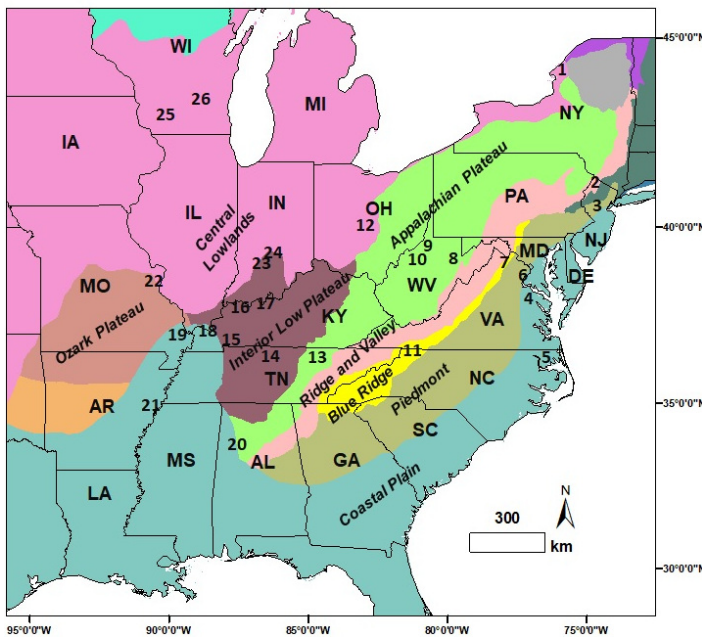 45°0'0"N
WI
1
26
25
MI
NY
IA
2
PA
Appalachian Plateau
3
IL
IN
OH
Central
Lowlands
12
40°0'0"N
9
10
8
7
MD
NJ
24
23
6
DE
MO
22
WV
4
16
17
Interior Low Plateau
KY
VA
Ozark Plateau
19
18
15
14
13
11
5
Ridge and Valley
TN
Blue Ridge
Piedmont
NC
AR
21
35°0'0"N
SC
20
MS
AL
GA
LA
Coastal Plain
N
300
km
30°0'0"N
95°0'0"W
90°0'0"W
85°0'0"W
80°0'0"W
75°0'0"W